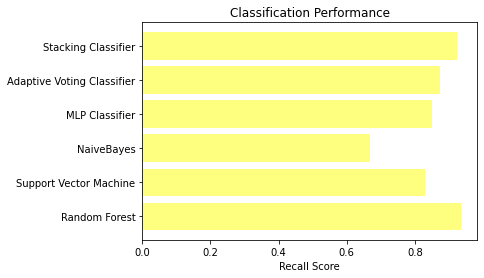 Classification Performance
Stacking Classifier
Adaptive Voting Classifier
MLP Classifier
NaiveBayes
Support Vector Machine
Random Forest
0.0 0.2 0.4 0.6 0.8
Recall Score